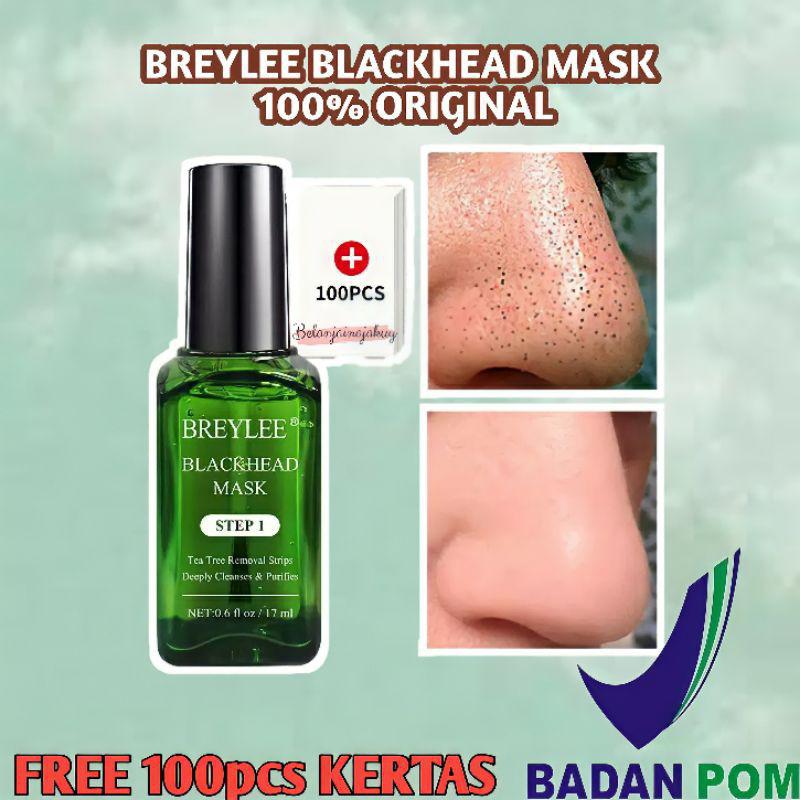 BREYLEE BLACKHEAD MASK
100% ORIGINAL
100PCS
Belanjainajakuy
BREYLEE®
BLACKHEAD
MASK
STEP 1
Tea Tree Removal Strips
Deeply Cleanses & Purifies
NET:0.6 fl oz / 17 ml
FREE 100pcs KERTAS
BADAN POM